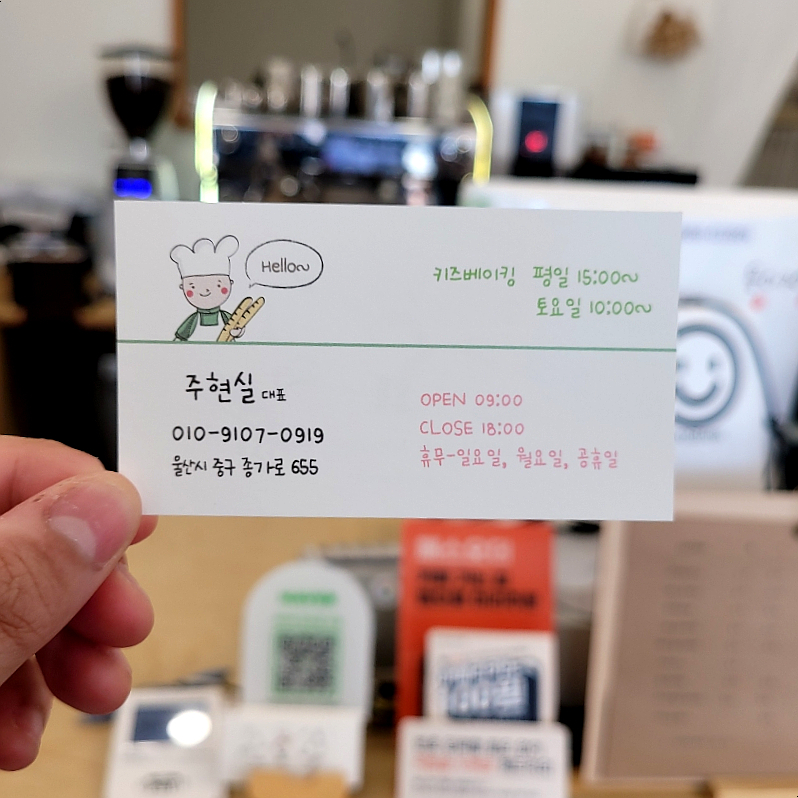 Hello~
키즈베이킹 평일 15:00~
토요일 10:00~
주현실 대표
010-9107-0919
울산시 중구 종가로 655
OPEN 09:00
CLOSE 18:00
휴무-일요일, 월요일, 공휴일